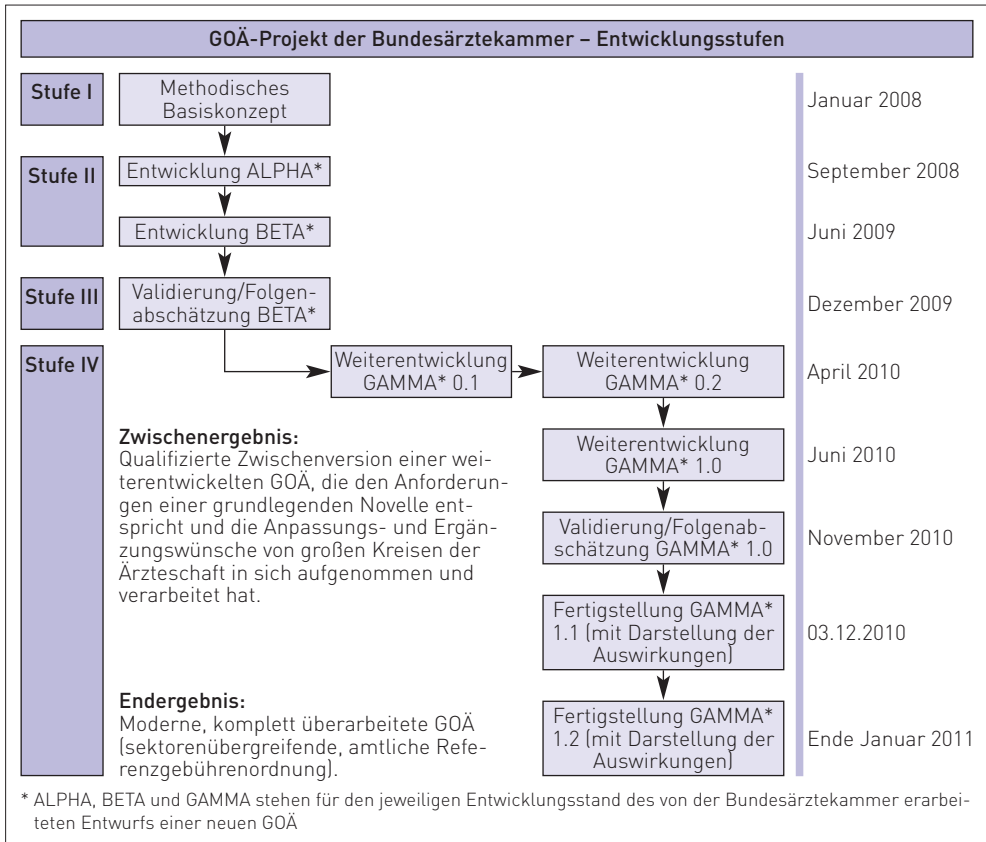 GOÄ-Projekt der Bundesärztekammer – Entwicklungsstufen
Stufe I
Methodisches
Basiskonzept
Januar 2008
Stufe II
Entwicklung ALPHA*
September 2008
Entwicklung BETA*
Juni 2009
Stufe III
Validierung/Folgen-
abschätzung BETA*
Dezember 2009
Stufe IV
Weiterentwicklung
GAMMA* 0.1
Weiterentwicklung
GAMMA* 0.2
April 2010
Zwischenergebnis:
Qualifizierte Zwischenversion einer wei-
terentwickelten GOÄ, die den Anforderun-
gen einer grundlegenden Novelle ent-
spricht und die Anpassungs- und Ergän-
zungswünsche von großen Kreisen der
Ärzteschaft in sich aufgenommen und
verarbeitet hat.
Weiterentwicklung
GAMMA* 1.0
Juni 2010
Validierung/Folgenab-
schätzung GAMMA* 1.0
November 2010
Fertigstellung GAMMA*
1.1 (mit Darstellung der
Auswirkungen)
03.12.2010
Endergebnis:
Moderne, komplett überarbeitete GOÄ
(sektorenübergreifende, amtliche Refe-
renzgebührenordnung).
Fertigstellung GAMMA*
1.2 (mit Darstellung der
Auswirkungen)
Ende Januar 2011
* ALPHA, BETA und GAMMA stehen für den jeweiligen Entwicklungsstand des von der Bundesärztekammer erarbei-
teten Entwurfs einer neuen GOÄ